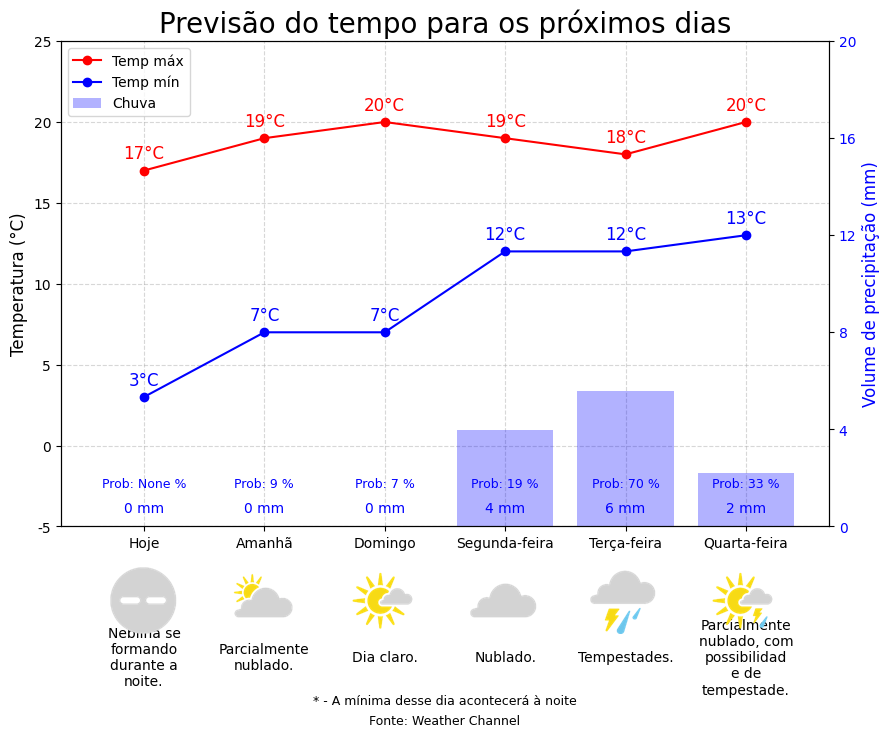 Previsão do tempo para os próximos dias
Temp máx
Temp mín
Chuva
25
20
15
10
5
0
-5
Temperatura (°C)
20
16
12
8
4
0
Volume de precipitação (mm)
17°C
19°C
20°C
19°C
18°C
20°C
3°C
7°C
7°C
12°C
12°C
13°C
Prob: None %
Prob: 9 %
Prob: 7 %
Prob: 19 %
Prob: 70 %
Prob: 33 %
0 mm
0 mm
0 mm
4 mm
6 mm
2 mm
Hoje
Amanhã
Domingo
Segunda-feira
Terça-feira
Quarta-feira
Neblina se
formando
durante a
noite.
Parcialmente
nublado.
Dia claro.
Nublado.
Tempestades.
Parcialmente
nublado, com
possibilidad
e de
tempestade.
* - A mínima desse dia acontecerá à noite
Fonte: Weather Channel